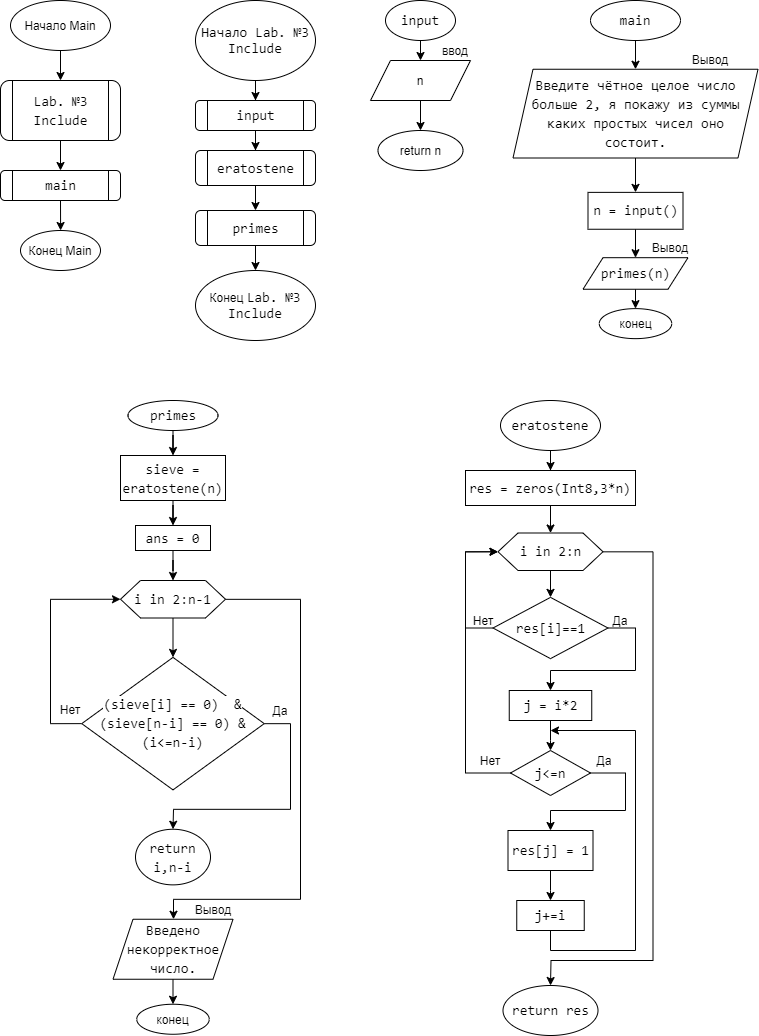 Начало Main
Lab. №3
Include
main
Конец Main
Начало Lab. №3
Include
input
eratostene
primes
Конец Lab. №3
Include
input
ввод
n
return n
main
Вывод
Введите чётное целое число
больше 2, я покажу из суммы
каких простых чисел оно
состоит.
n = input()
Вывод
primes(n)
конец
primes
sieve =
eratostene(n)
ans = 0
i in 2:n-1
Нет
(sieve[i] == 0) &
(sieve[n-i] == 0) &
(i<=n-i)
Да
return
i,n-i
Вывод
Введено
некорректное
число.
конец
eratostene
res = zeros(Int8,3*n)
i in 2:n
Нет
res[i]==1
Да
j = i*2
Нет
j<=n
Да
res[j] = 1
j+=i
return res